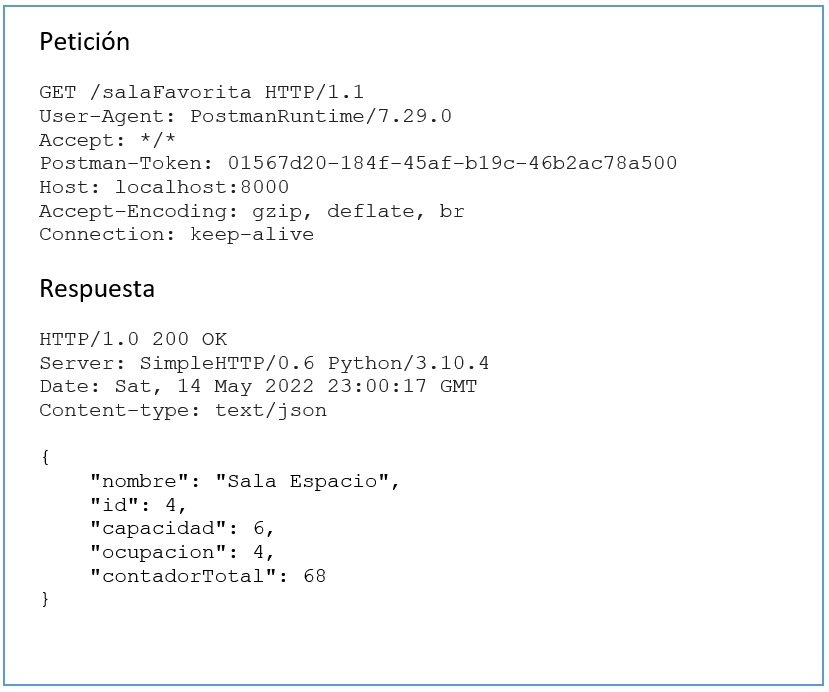 Petición
GET /salaFavorita HTTP/1.1
User-Agent: PostmanRuntime/7.29.0
Accept: */*
Postman-Token: 01567d20-184f-45af-b19c-46b2ac78a500
Host: localhost:8000
Accept-Encoding: gzip, deflate, br
Connection: keep-alive
Respuesta
HTTP/1.0 200 OK
Server: SimpleHTTP/0.6 Python/3.10.4
Date: Sat, 14 May 2022 23:00:17 GMT
Content-type: text/json
{
    "nombre": "Sala Espacio",
    "id": 4,
    "capacidad": 6,
    "ocupacion": 4,
    "contadorTotal": 68
}